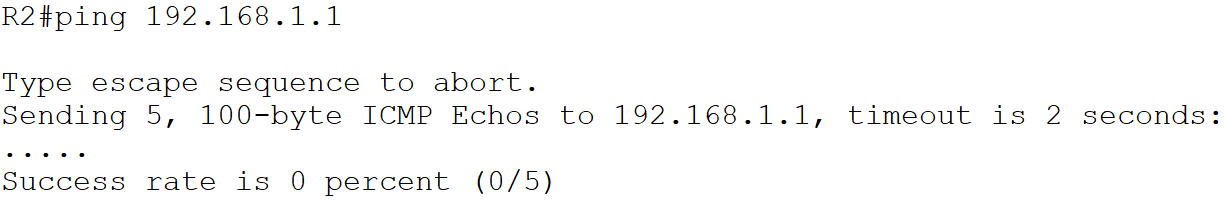 R2#ping 192.168.1.1
Type escape sequence to abort.
Sending 5, 100-byte ICMP Echos to 192.168.1.1, timeout is 2 seconds:
.....
Success rate is 0 percent (0/5)